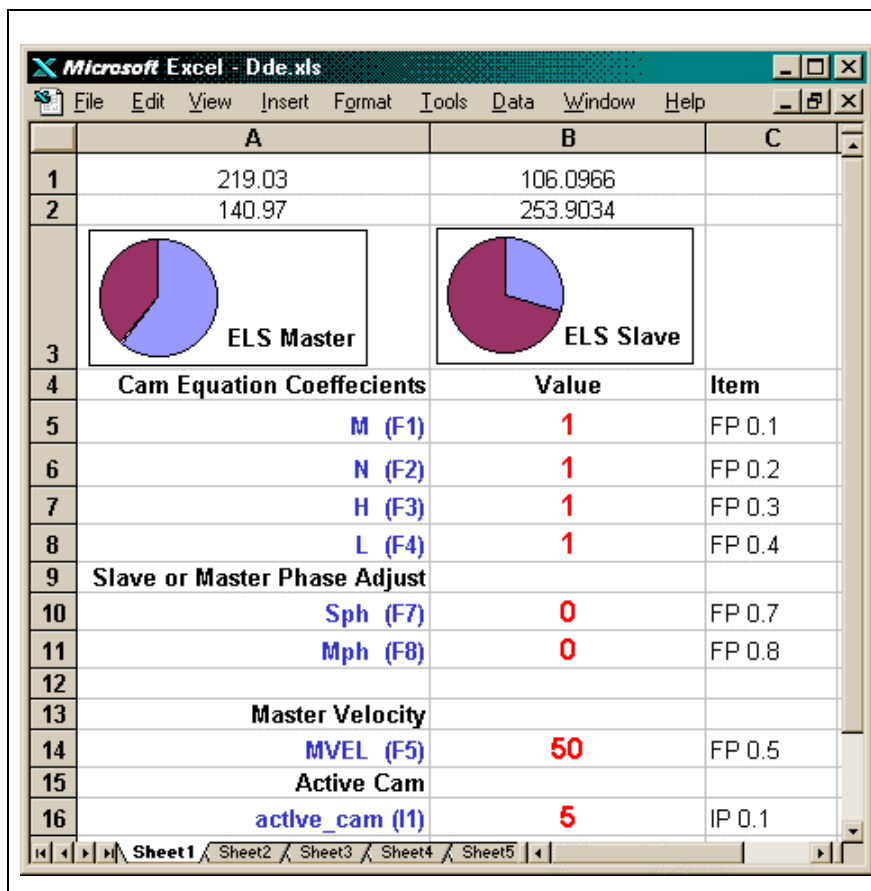 Microsoft Excel - Dde.xls
File Edit View Insert Format Tools Data Window Help
A B C
1 219.03 106.0966
2 140.97 253.9034
3 ELS Master ELS Slave
4 Cam Equation Coeffecients Value Item
5 M (F1) 1 FP 0.1
6 N (F2) 1 FP 0.2
7 H (F3) 1 FP 0.3
8 L (F4) 1 FP 0.4
9 Slave or Master Phase Adjust
10 Sph (F7) 0 FP 0.7
11 Mph (F8) 0 FP 0.8
12
13 Master Velocity
14 MVEL (F5) 50 FP 0.5
15 Active Cam
16 active_cam (I1) 5 IP 0.1
Sheet1 Sheet2 Sheet3 Sheet4 Sheet5